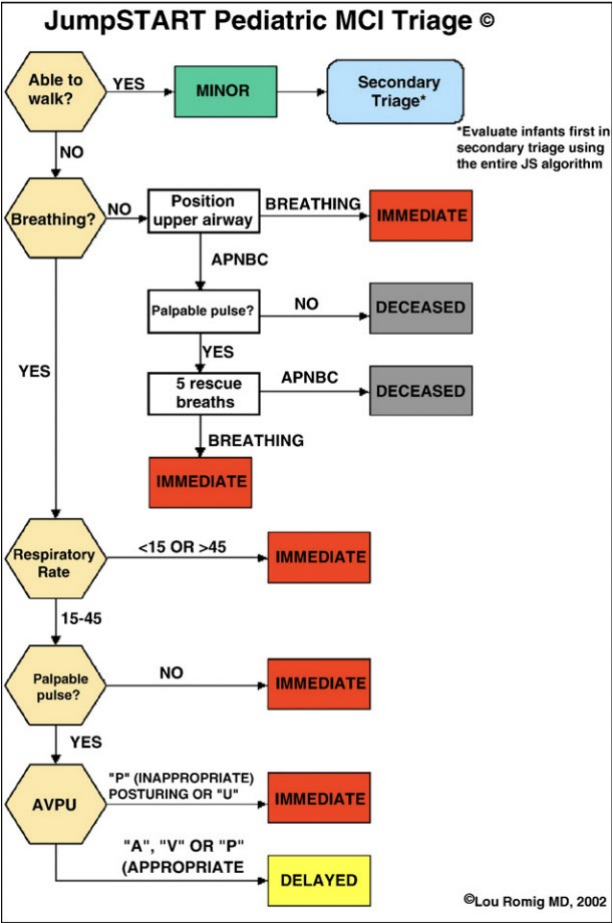 JumpSTART Pediatric MCI Triage ©
Able to
walk?
YES
MINOR
Secondary
Triage*
*Evaluate infants first in
secondary triage using
the entire JS algorithm
NO
Breathing?
NO
Position
upper airway
BREATHING
IMMEDIATE
APNBC
Palpable pulse?
NO
DECEASED
YES
5 rescue
breaths
APNBC
DECEASED
BREATHING
IMMEDIATE
YES
Respiratory
Rate
<15 OR >45
IMMEDIATE
15-45
Palpable
pulse?
NO
IMMEDIATE
YES
AVPU
"P" (INAPPROPRIATE)
POSTURING OR "U"
IMMEDIATE
"A", "V" OR "P"
(APPROPRIATE
DELAYED
©Lou Romig MD, 2002